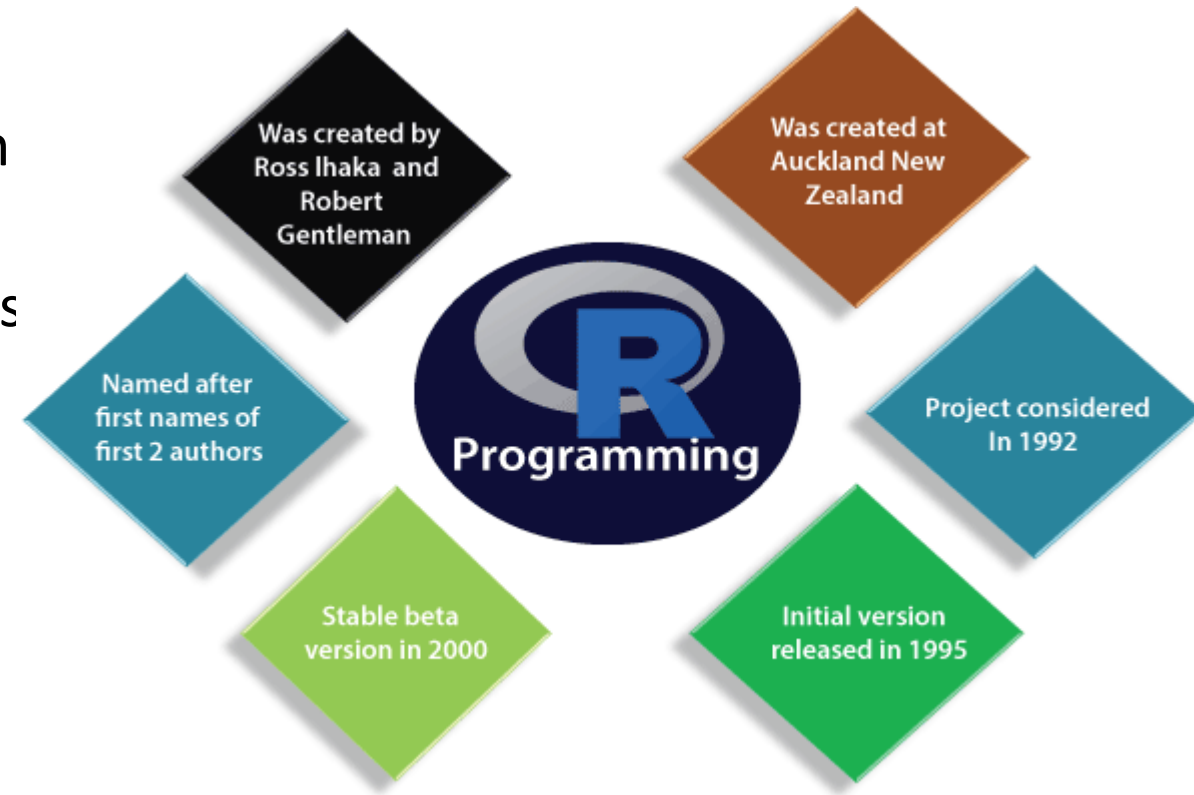 n
s
Was created by
Ross Ihaka and
Robert
Gentleman
Was created at
Auckland New
Zealand
Named after
first names of
first 2 authors
R
Programming
Project considered
In 1992
Stable beta
version in 2000
Initial version
released in 1995